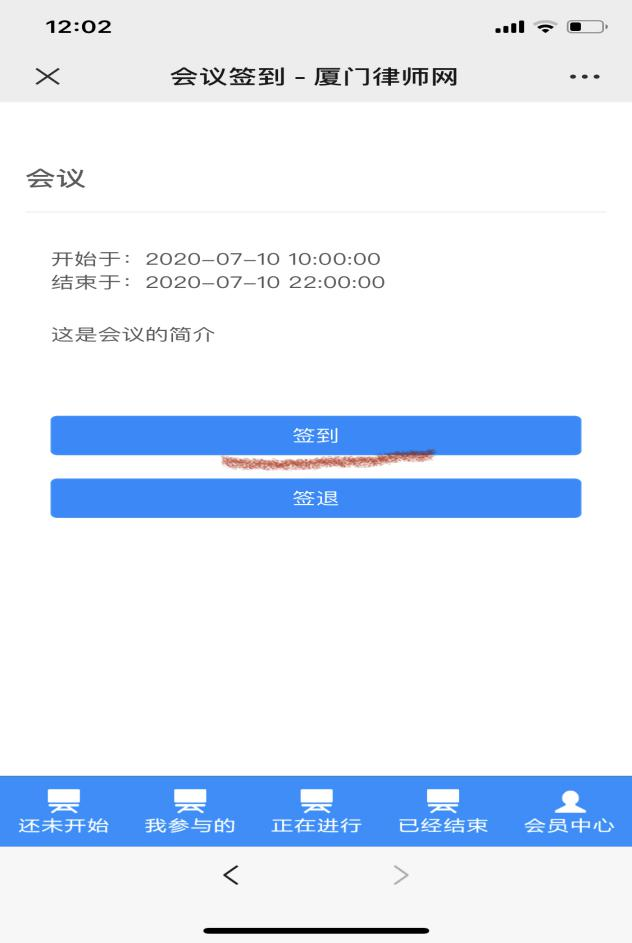 12:02
会议签到 - 厦门律师网
会议
开始于: 2020-07-10 10:00:00
结束于: 2020-07-10 22:00:00
这是会议的简介
签到
签退
还未开始 我参与的 正在进行 已经结束 会员中心